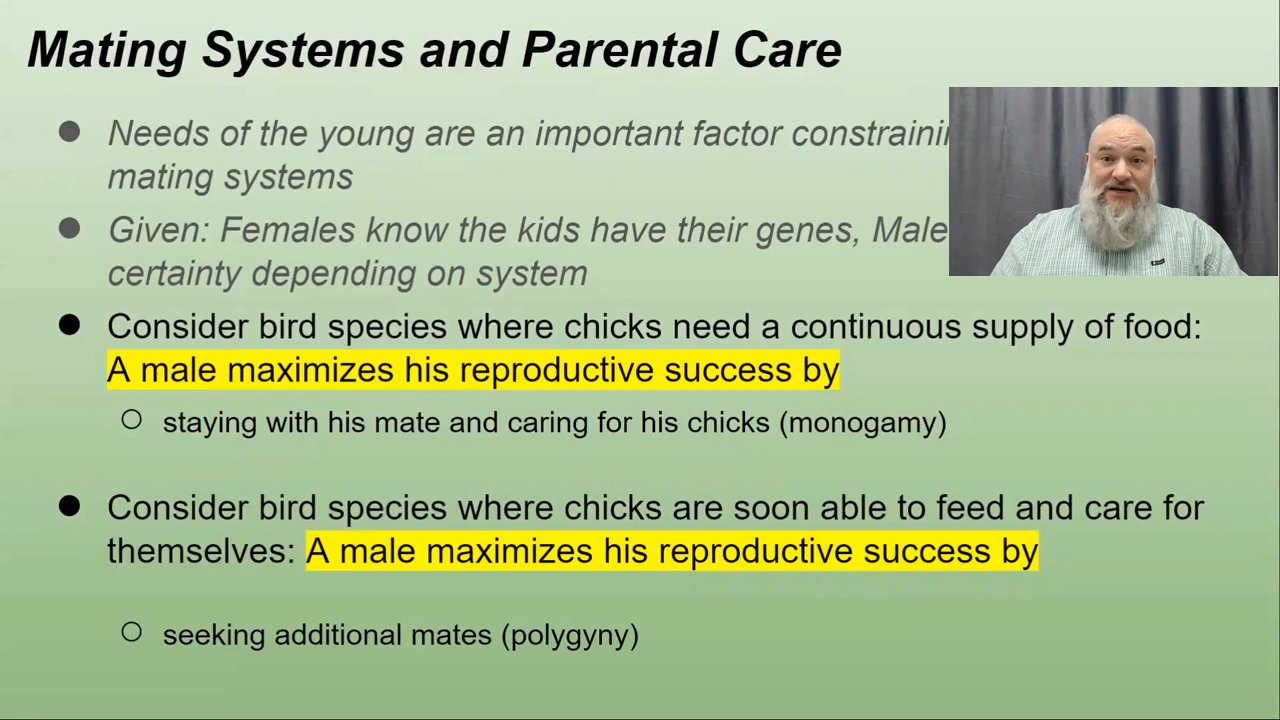 Mating Systems and Parental Care
● Needs of the young are an important factor
mating systems
● Given: Females know the kids have their genes,
certainty depending on system
● Consider bird species where chicks need a continuous supply of food:
A male maximizes his reproductive success by
○ staying with his mate and caring for his chicks (monogamy)
● Consider bird species where chicks are soon able to feed and care for
themselves: A male maximizes his reproductive success by
○ seeking additional mates (polygyny)